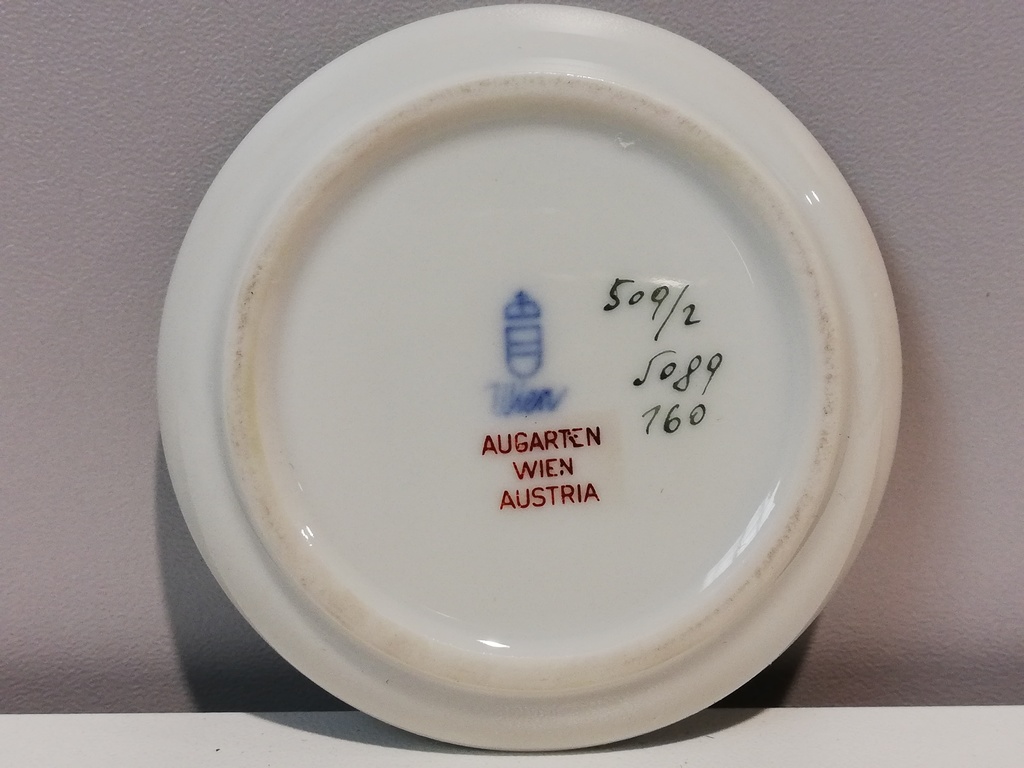 509/2
5089
160
Wien
AUGARTEN
WIEN
AUSTRIA